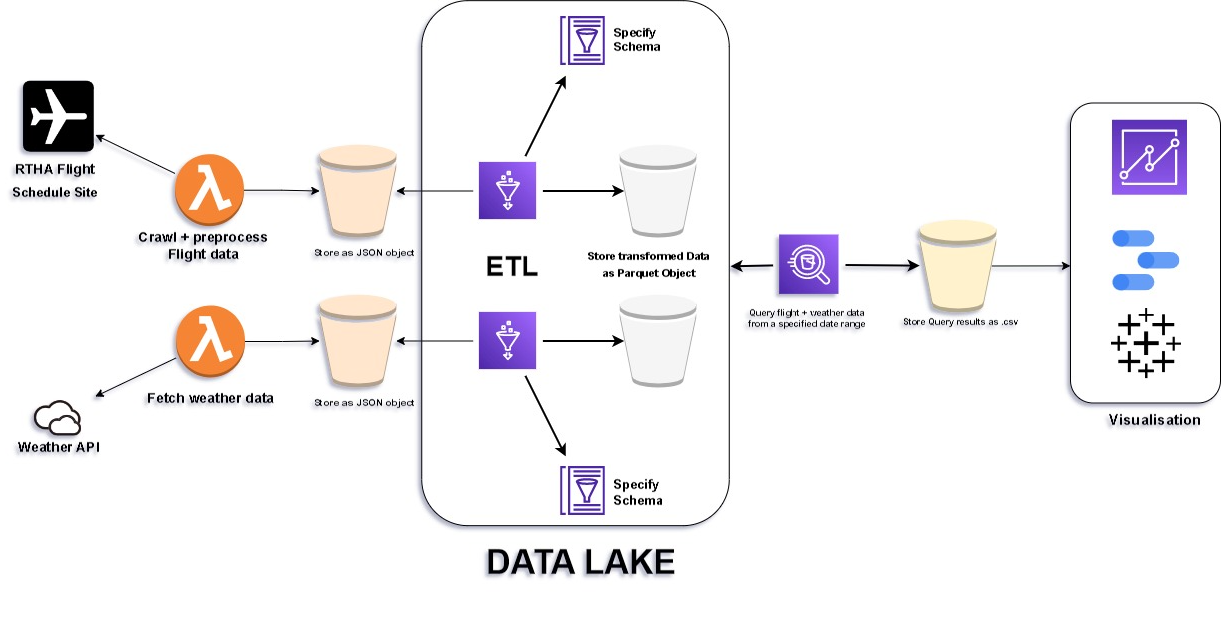 Specify
Schema
RTHA Flight
Schedule Site
Crawl + preprocess
Flight data
Store as JSON object
ETL
Store transformed Data
as Parquet Object
Query flight + weather data
from a specified date range
Store Query results as .csv
Fetch weather data
Store as JSON object
Weather API
Visualisation
Specify
Schema
DATA LAKE